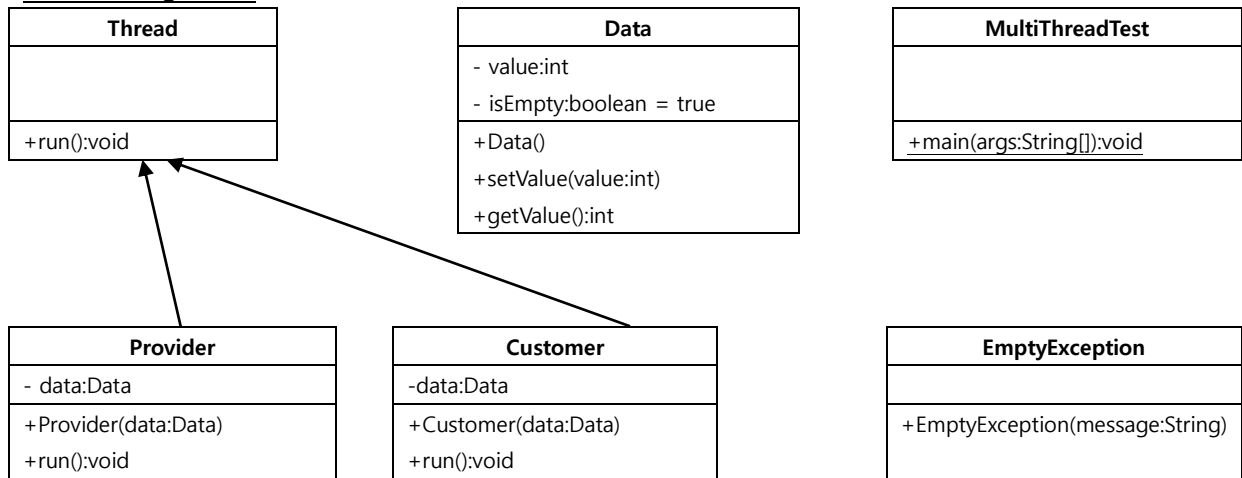 Thread
+run():void
Data
- value:int
- isEmpty:boolean = true
+Data()
+setValue(value:int)
+getValue():int
MultiThreadTest
+main(args:String[]):void
Provider
- data:Data
+Provider(data:Data)
+run():void
Customer
-data:Data
+Customer(data:Data)
+run():void
EmptyException
+EmptyException(message:String)